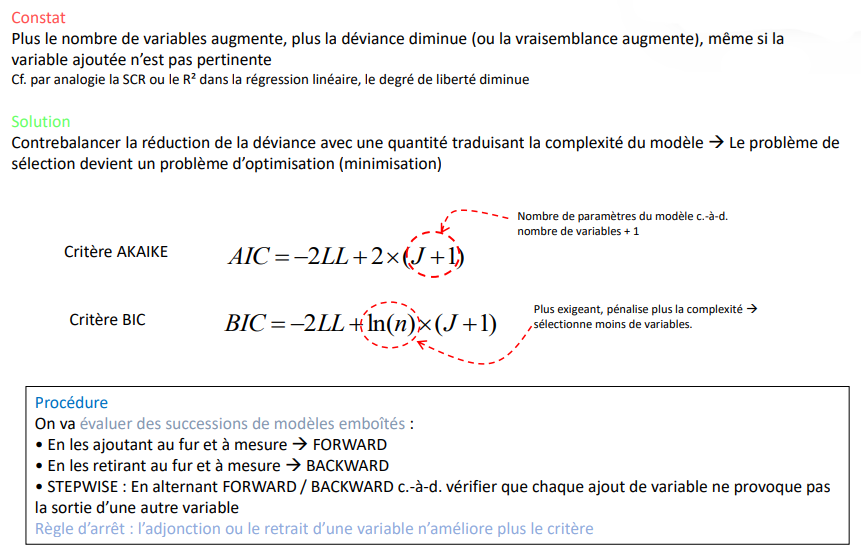 Constat
Plus le nombre de variables augmente, plus la déviance diminue (ou la vraisemblance augmente), même si la
variable ajoutée n’est pas pertinente
Cf. par analogie la SCR ou le R² dans la régression linéaire, le degré de liberté diminue
Solution
Contrebalancer la réduction de la déviance avec une quantité traduisant la complexité du modèle → Le problème de
sélection devient un problème d’optimisation (minimisation)
Nombre de paramètres du modèle c.-à-d.
nombre de variables + 1
Critère AKAIKE
AIC = −2LL + 2×(J +1)
Plus exigeant, pénalise plus la complexité →
sélectionne moins de variables.
Critère BIC
BIC = −2LL + ln(n)×(J +1)
Procédure
On va évaluer des successions de modèles emboîtés :
• En les ajoutant au fur et à mesure → FORWARD
• En les retirant au fur et à mesure → BACKWARD
• STEPWISE : En alternant FORWARD / BACKWARD c.-à-d. vérifier que chaque ajout de variable ne provoque pas
la sortie d’une autre variable
Règle d’arrêt : l’adjonction ou le retrait d’une variable n’améliore plus le critère